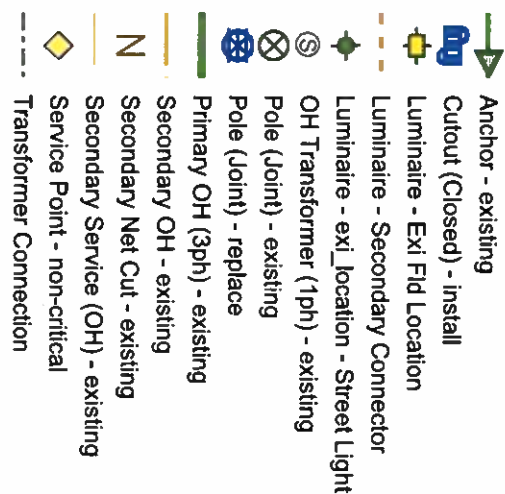 Anchor - existing
Cutout (Closed) - install
Luminaire - Exi Fld Location
Luminaire - Secondary Connector
Luminaire - exi_location - Street Light
S OH Transformer (1ph) - existing
Pole (Joint) - existing
Pole (Joint) - replace
Primary OH (3ph) - existing
Secondary OH - existing
N Secondary Net Cut - existing
Secondary Service (OH) - existing
Service Point - non-critical
Transformer Connection